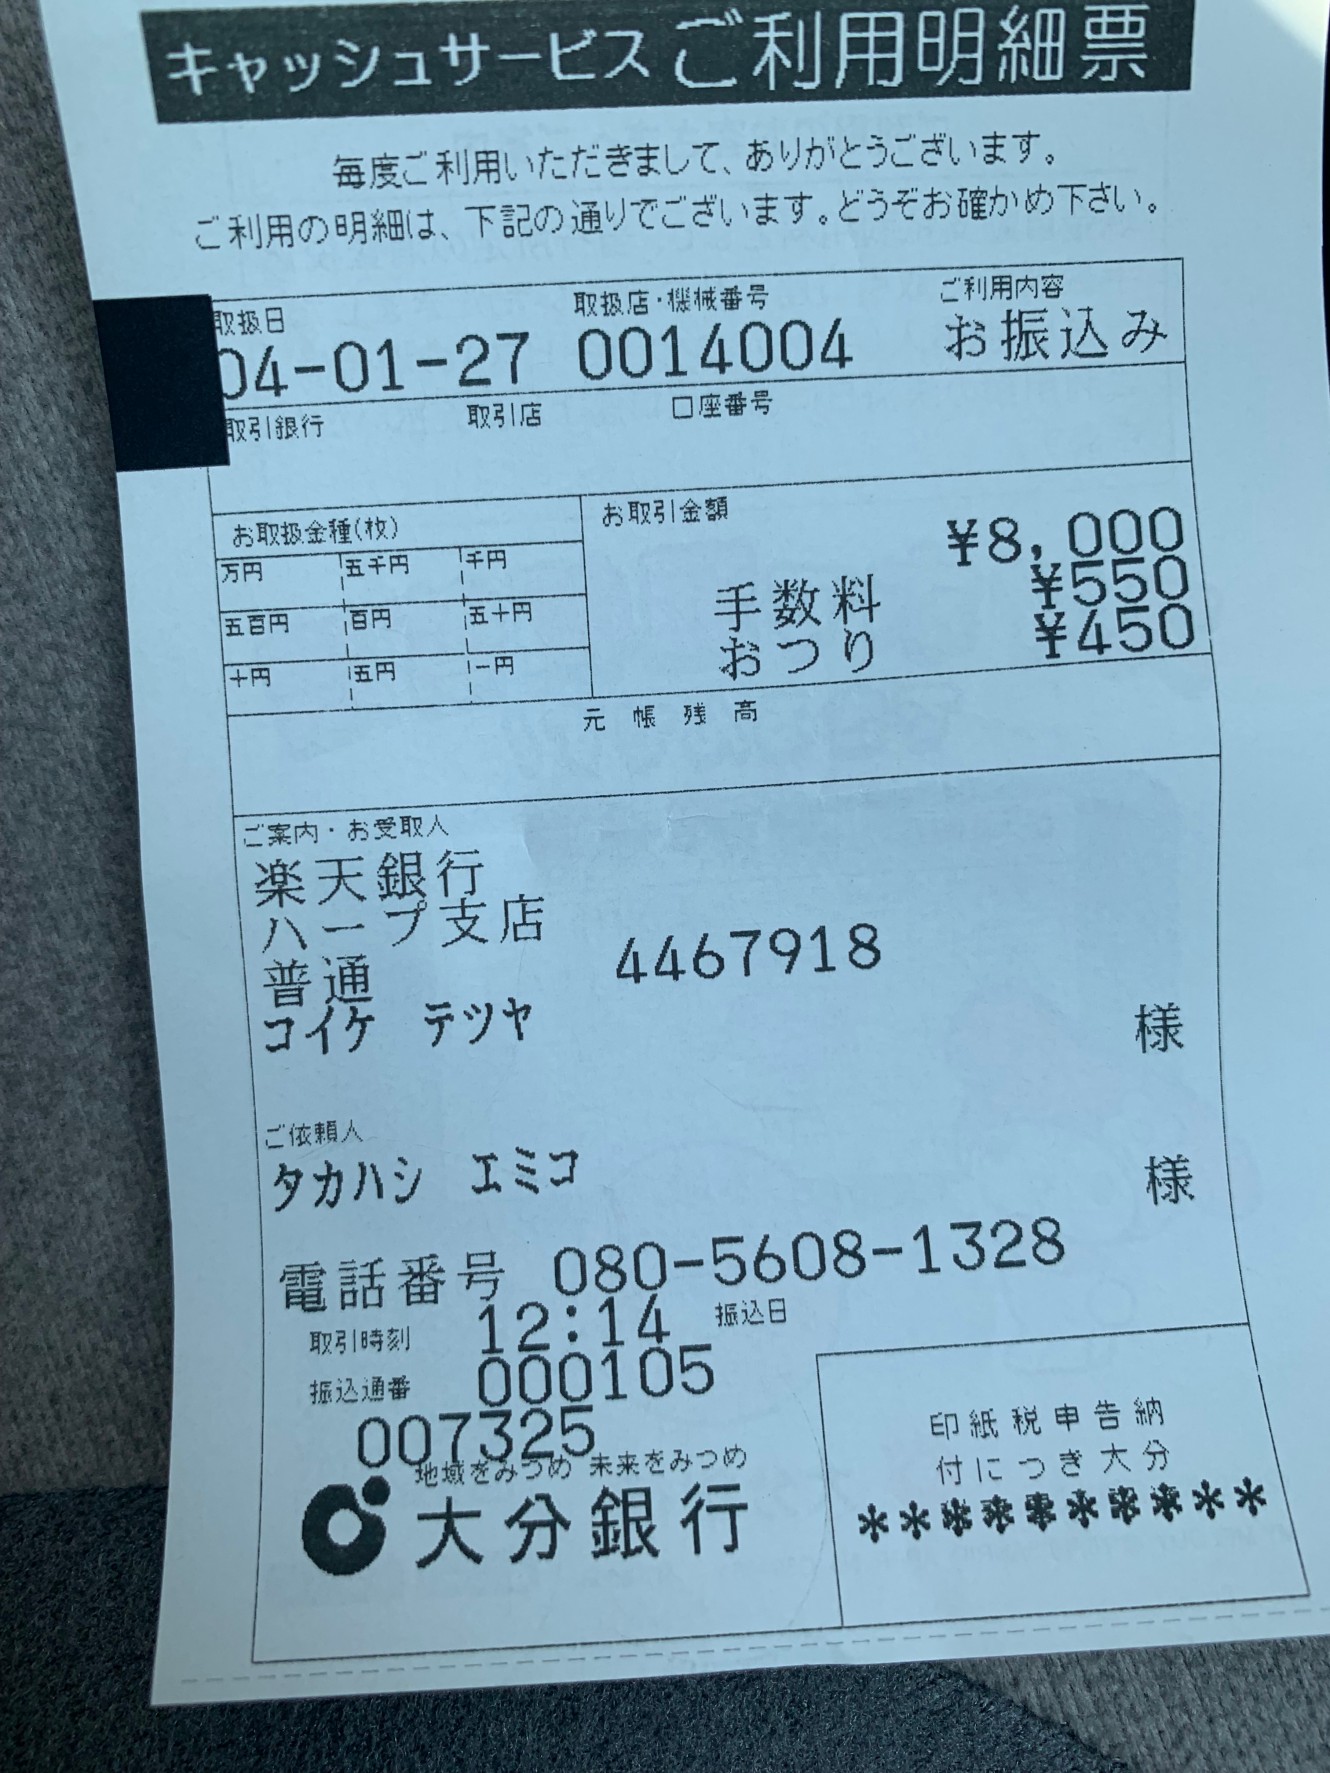 キャッシュサービス ご利用明細票
毎度ご利用いただきまして、ありがとうございます。
ご利用の明細は、下記の通りでございます。どうぞお確かめ下さい。
取扱日 取扱店・機械番号 ご利用内容
04-01-27 0014004 お振込み
取引銀行 取引店 口座番号
お取扱金種(枚) お取引金額
¥8,000
万円 五千円 千円
手数料 ¥550
五百円 百円 五十円
おつり ¥450
十円 五円 一円
元帳残高
ご案内・お受取人
楽天銀行
ハープ支店
普通 4467918
コイケ テツヤ 様
ご依頼人
タカハシ エミコ 様
電話番号 080-5608-1328
取引時刻 12:14 振込日
振込通番 000105
007325
地域をみつめ 未来をみつめ
大分銀行
印紙税申告納
付につき大分
**********